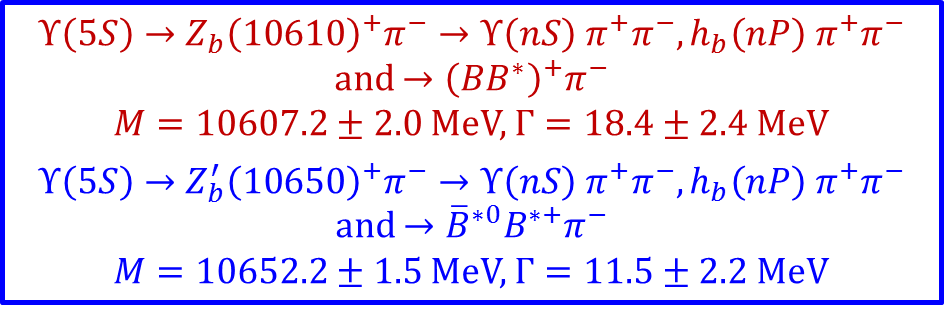 ϒ(5S) → Z_b(10610)⁺π⁻ → ϒ(nS) π⁺π⁻, h_b(nP) π⁺π⁻
and → (BB*)⁺π⁻
M = 10607.2 ± 2.0 MeV, Γ = 18.4 ± 2.4 MeV
ϒ(5S) → Z′_b(10650)⁺π⁻ → ϒ(nS) π⁺π⁻, h_b(nP) π⁺π⁻
and → B̄*⁰B*⁺π⁻
M = 10652.2 ± 1.5 MeV, Γ = 11.5 ± 2.2 MeV